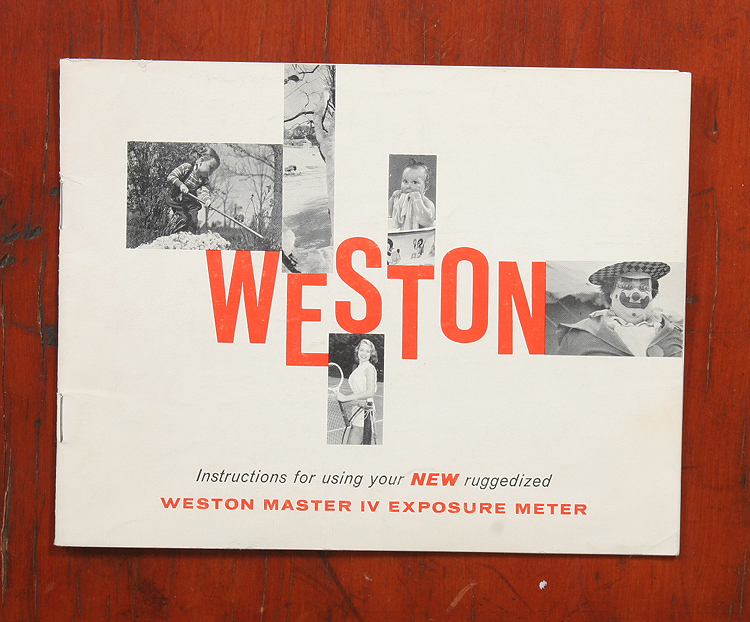 WESTON
Instructions for using your NEW ruggedized
WESTON MASTER IV EXPOSURE METER